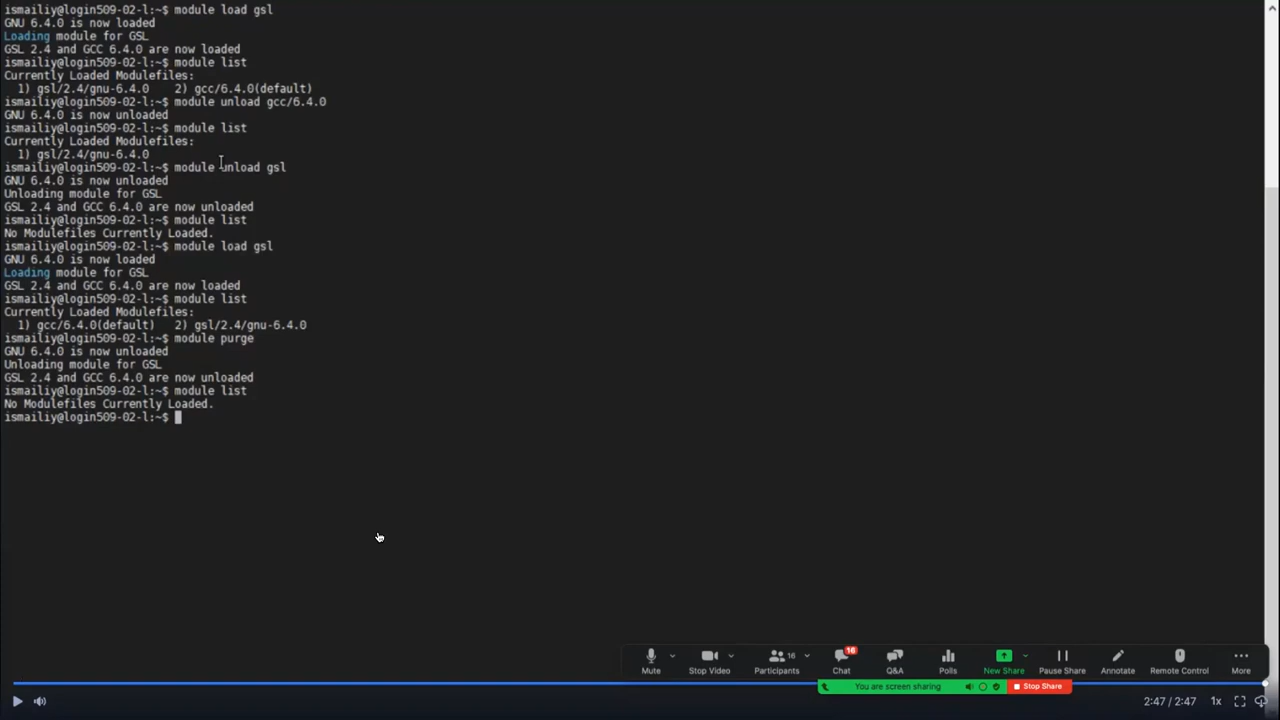 ismailiy@login509-02-l:~$ module load gsl
GNU 6.4.0 is now loaded
Loading module for GSL
GSL 2.4 and GCC 6.4.0 are now loaded
ismailiy@login509-02-l:~$ module list
Currently Loaded Modulefiles:
1) gsl/2.4/gnu-6.4.0 2) gcc/6.4.0(default)
ismailiy@login509-02-l:~$ module unload gcc/6.4.0
GNU 6.4.0 is now unloaded
ismailiy@login509-02-l:~$ module list
Currently Loaded Modulefiles:
1) gsl/2.4/gnu-6.4.0
ismailiy@login509-02-l:~$ module unload gsl
GNU 6.4.0 is now unloaded
Unloading module for GSL
GSL 2.4 and GCC 6.4.0 are now unloaded
ismailiy@login509-02-l:~$ module list
No Modulefiles Currently Loaded.
ismailiy@login509-02-l:~$ module load gsl
GNU 6.4.0 is now loaded
Loading module for GSL
GSL 2.4 and GCC 6.4.0 are now loaded
ismailiy@login509-02-l:~$ module list
Currently Loaded Modulefiles:
1) gcc/6.4.0(default) 2) gsl/2.4/gnu-6.4.0
ismailiy@login509-02-l:~$ module purge
GNU 6.4.0 is now unloaded
Unloading module for GSL
GSL 2.4 and GCC 6.4.0 are now unloaded
ismailiy@login509-02-l:~$ module list
No Modulefiles Currently Loaded.
ismailiy@login509-02-l:~$
16 16
Mute Stop Video Participants Chat Q&A Polls New Share Pause Share Annotate Remote Control More
You are screen sharing Stop Share
2:47 / 2:47 1x